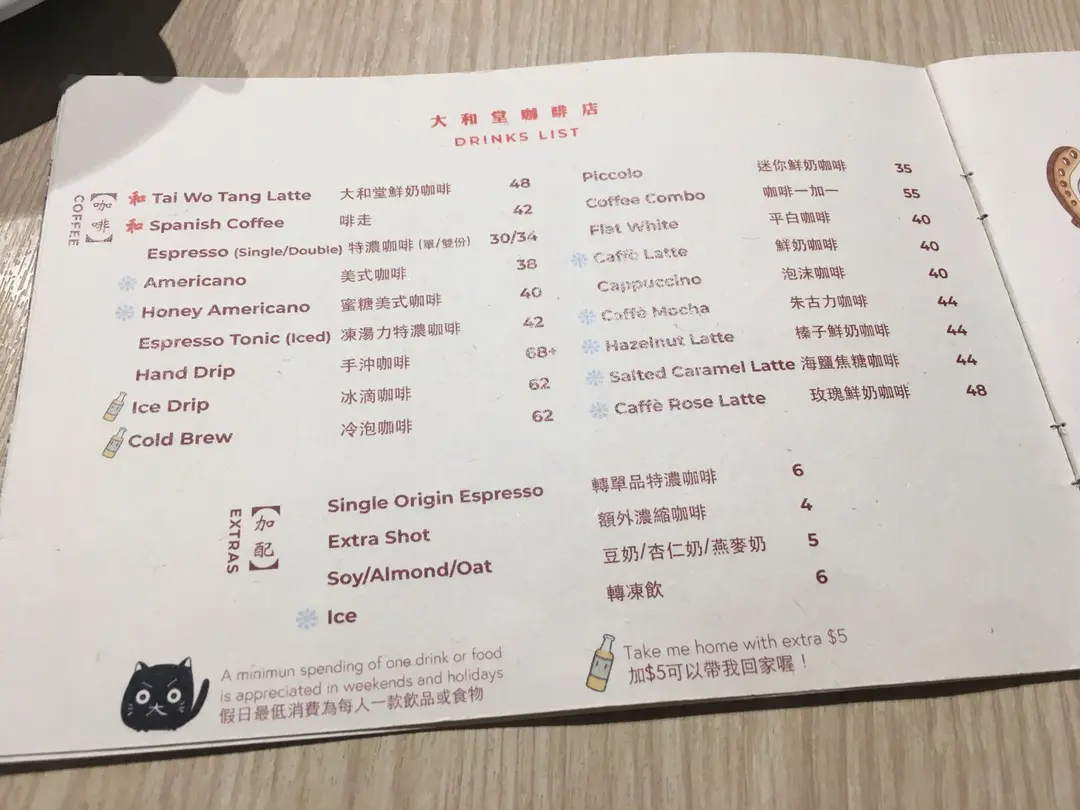 大和堂咖啡店
DRINKS LIST
COFFEE
【咖啡】
和 Tai Wo Tang Latte 大和堂鮮奶咖啡 48
和 Spanish Coffee 啡走 42
Espresso (Single/Double) 特濃咖啡 (單/雙份) 30/34
Americano 美式咖啡 38
Honey Americano 蜜糖美式咖啡 40
Espresso Tonic (Iced) 凍湯力特濃咖啡 42
Hand Drip 手沖咖啡 68+
Ice Drip 冰滴咖啡 62
Cold Brew 冷泡咖啡 62
Piccolo 迷你鮮奶咖啡 35
Coffee Combo 咖啡一加一 55
Flat White 平白咖啡 40
Caffè Latte 鮮奶咖啡 40
Cappuccino 泡沫咖啡 40
Caffè Mocha 朱古力咖啡 44
Hazelnut Latte 榛子鮮奶咖啡 44
Salted Caramel Latte 海鹽焦糖咖啡 44
Caffè Rose Latte 玫瑰鮮奶咖啡 48
EXTRAS
【加配】
Single Origin Espresso 轉單品特濃咖啡 6
Extra Shot 額外濃縮咖啡 4
Soy/Almond/Oat 豆奶/杏仁奶/燕麥奶 5
Ice 轉凍飲 6
A minimun spending of one drink or food
is appreciated in weekends and holidays
假日最低消費為每人一款飲品或食物
Take me home with extra $5
加$5可以帶我回家喔！